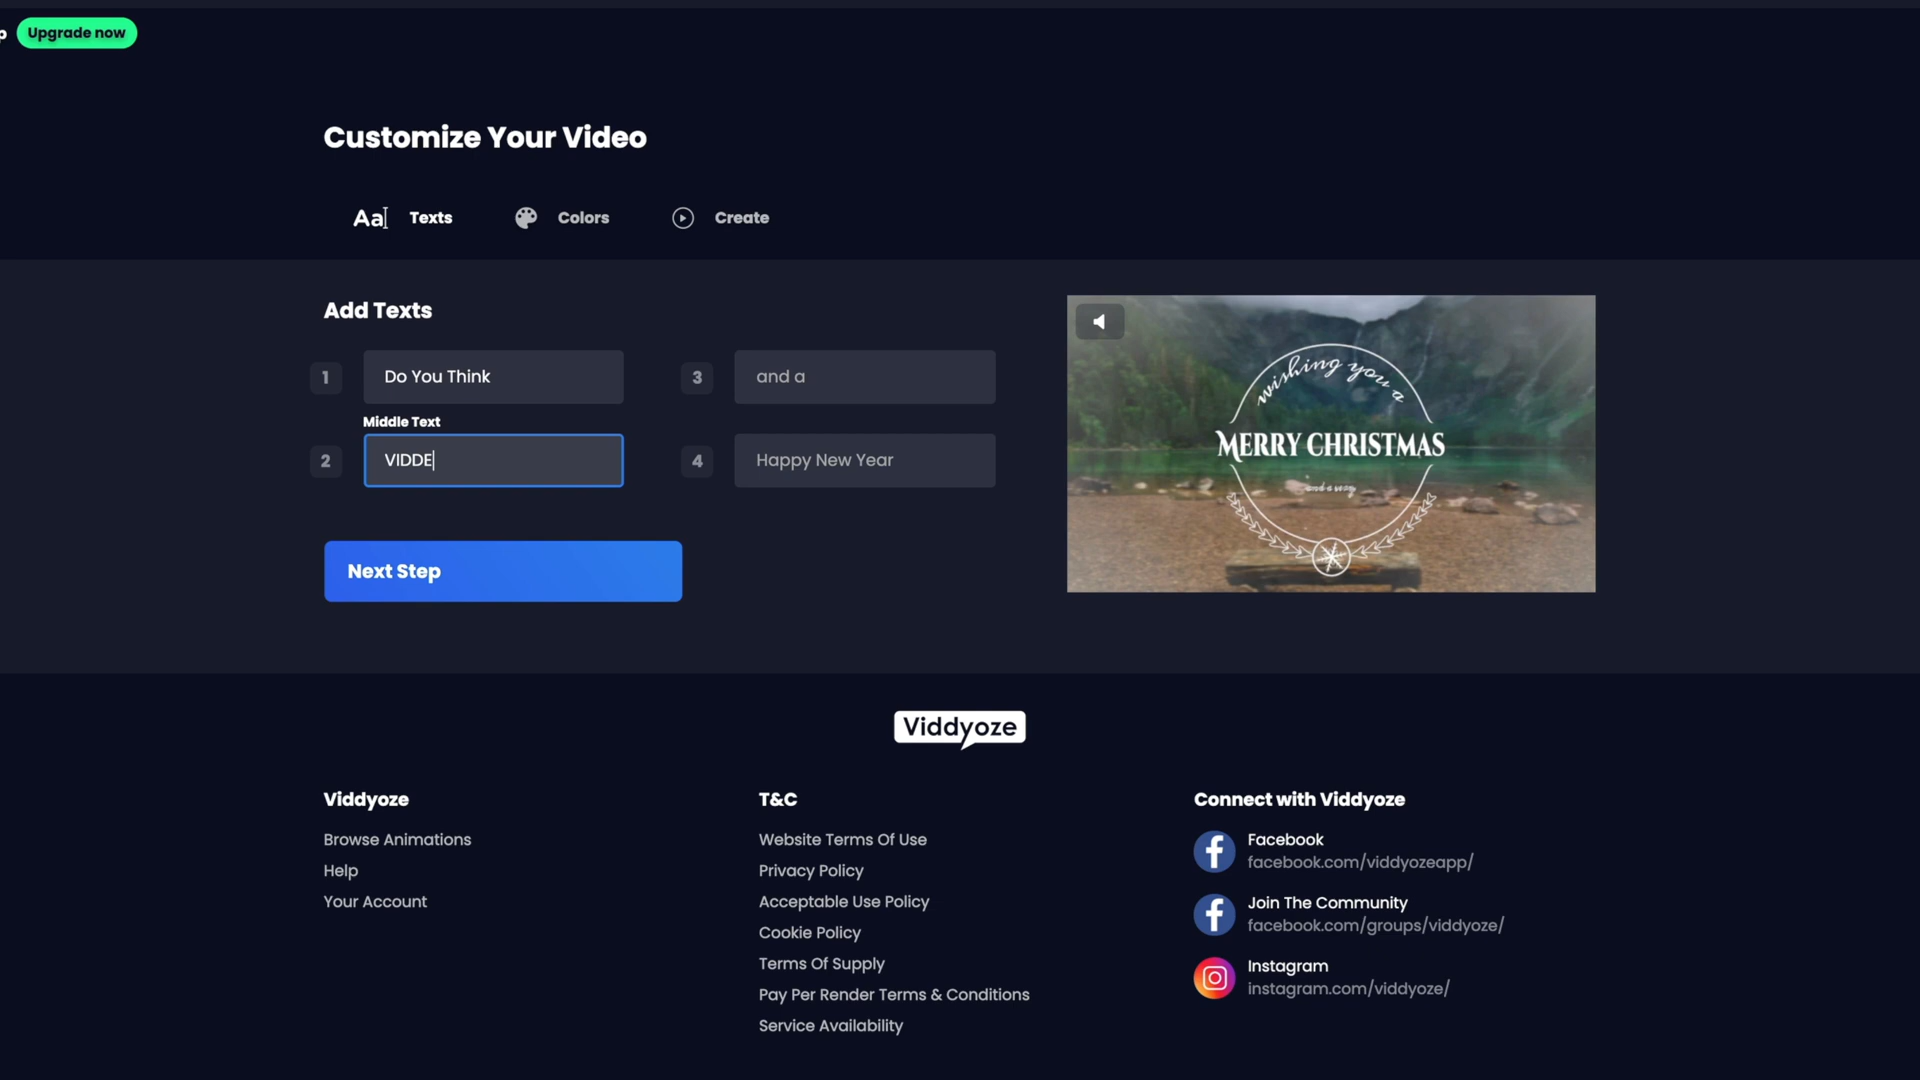 p Upgrade now
Customize Your Video
Aa Texts Colors Create
Add Texts
1 Do You Think
3 and a
Middle Text
2 VIDDE
4 Happy New Year
Next Step
wishing you a
MERRY CHRISTMAS
and a very
Viddyoze
Viddyoze
Browse Animations
Help
Your Account
T&C
Website Terms Of Use
Privacy Policy
Acceptable Use Policy
Cookie Policy
Terms Of Supply
Pay Per Render Terms & Conditions
Service Availability
Connect with Viddyoze
Facebook
facebook.com/viddyozeapp/
Join The Community
facebook.com/groups/viddyoze/
Instagram
instagram.com/viddyoze/